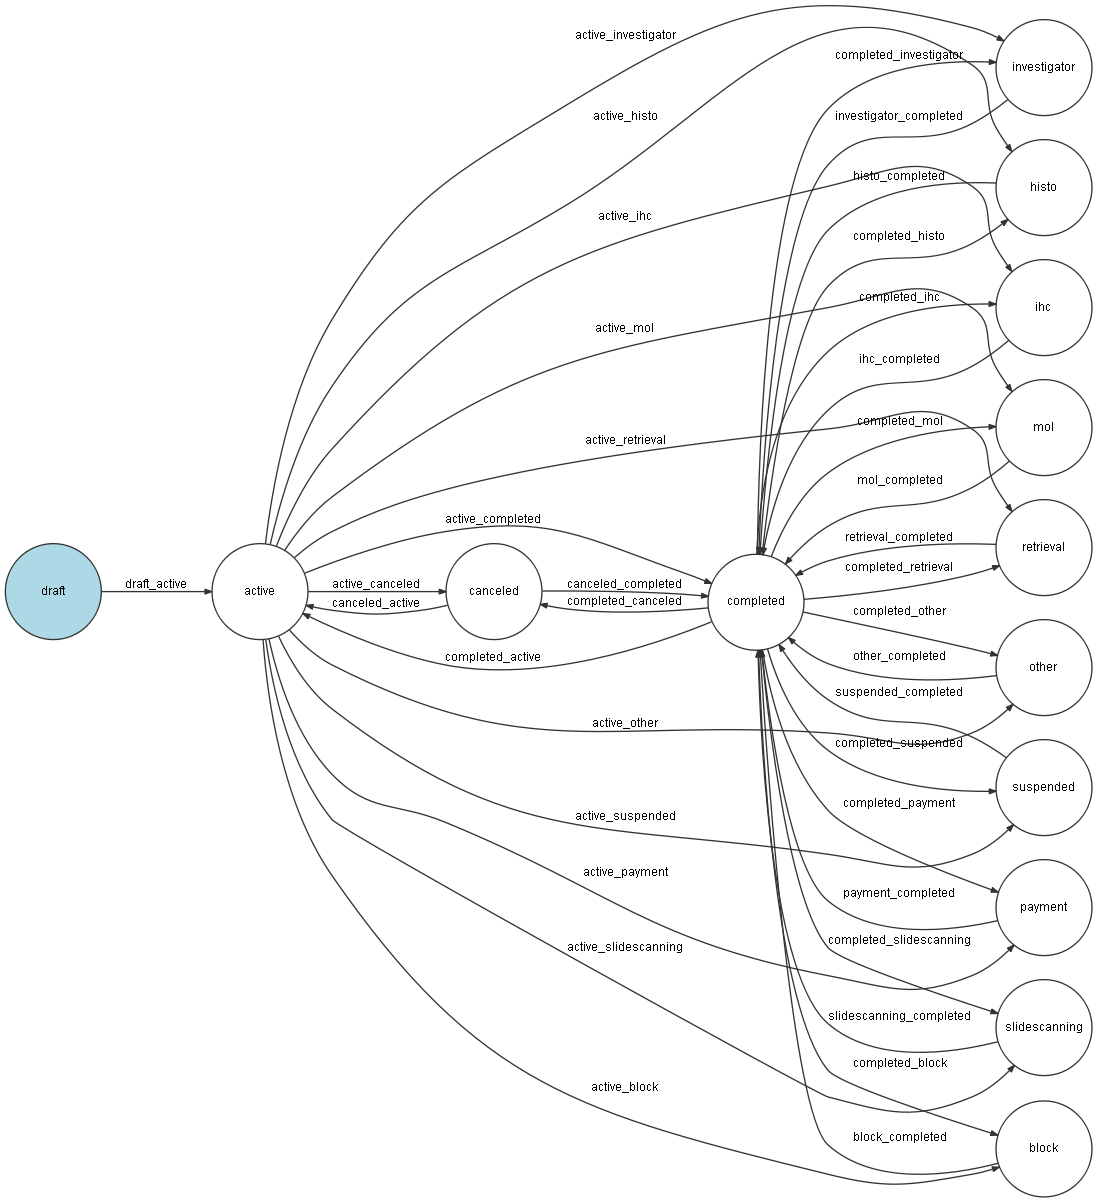 active_investigator
completed_investigator
investigator
active_histo
investigator_completed
histo_completed
histo
active_ihc
completed_histo
completed_ihc
ihc
active_mol
ihc_completed
completed_mol
mol
active_retrieval
mol_completed
active_completed
retrieval_completed
retrieval
completed_retrieval
draft
draft_active
active
active_canceled
canceled_active
canceled
canceled_completed
completed_canceled
completed
completed_other
completed_active
other_completed
other
suspended_completed
active_other
completed_suspended
suspended
completed_payment
active_suspended
active_payment
payment_completed
payment
completed_slidescanning
active_slidescanning
slidescanning_completed
slidescanning
completed_block
active_block
block_completed
block